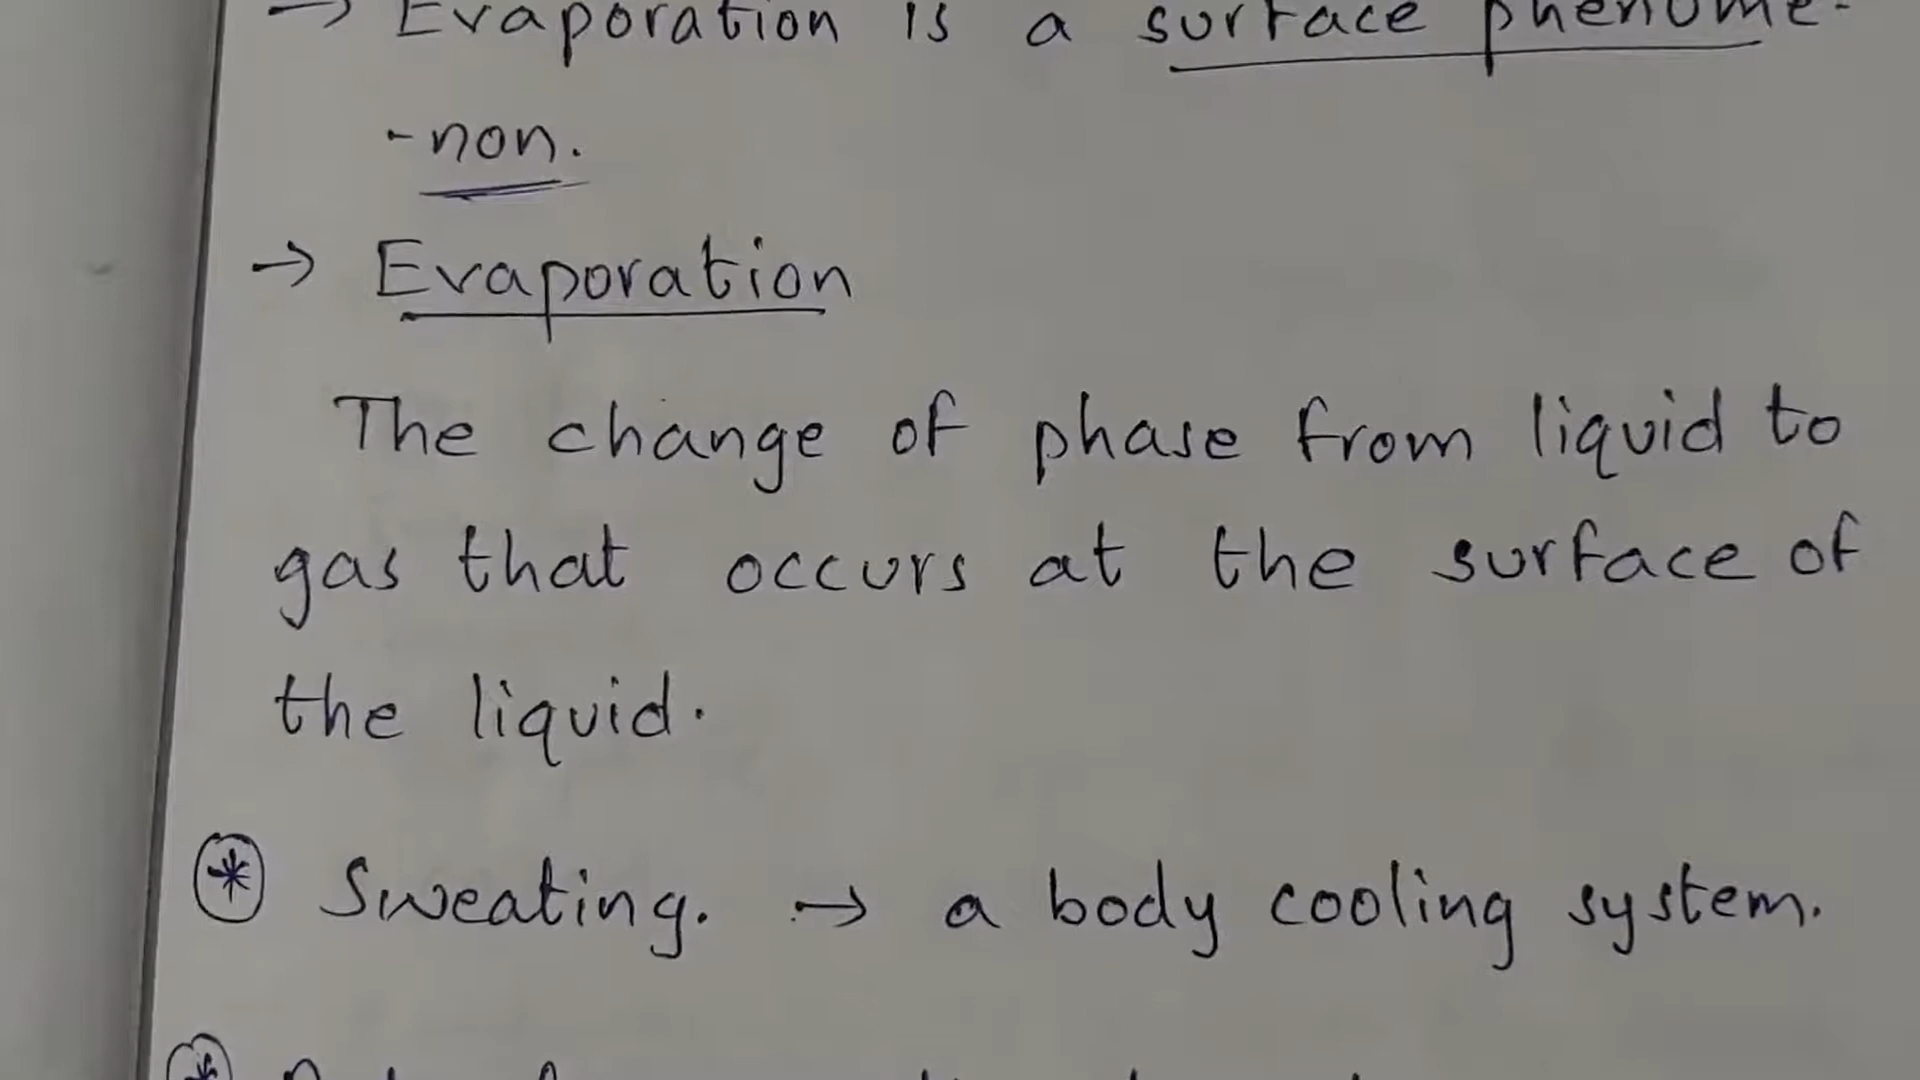 → Evaporation is a surface phenome-
-non.
→ Evaporation
The change of phase from liquid to
gas that occurs at the surface of
the liquid.
* Sweating. → a body cooling system.
*